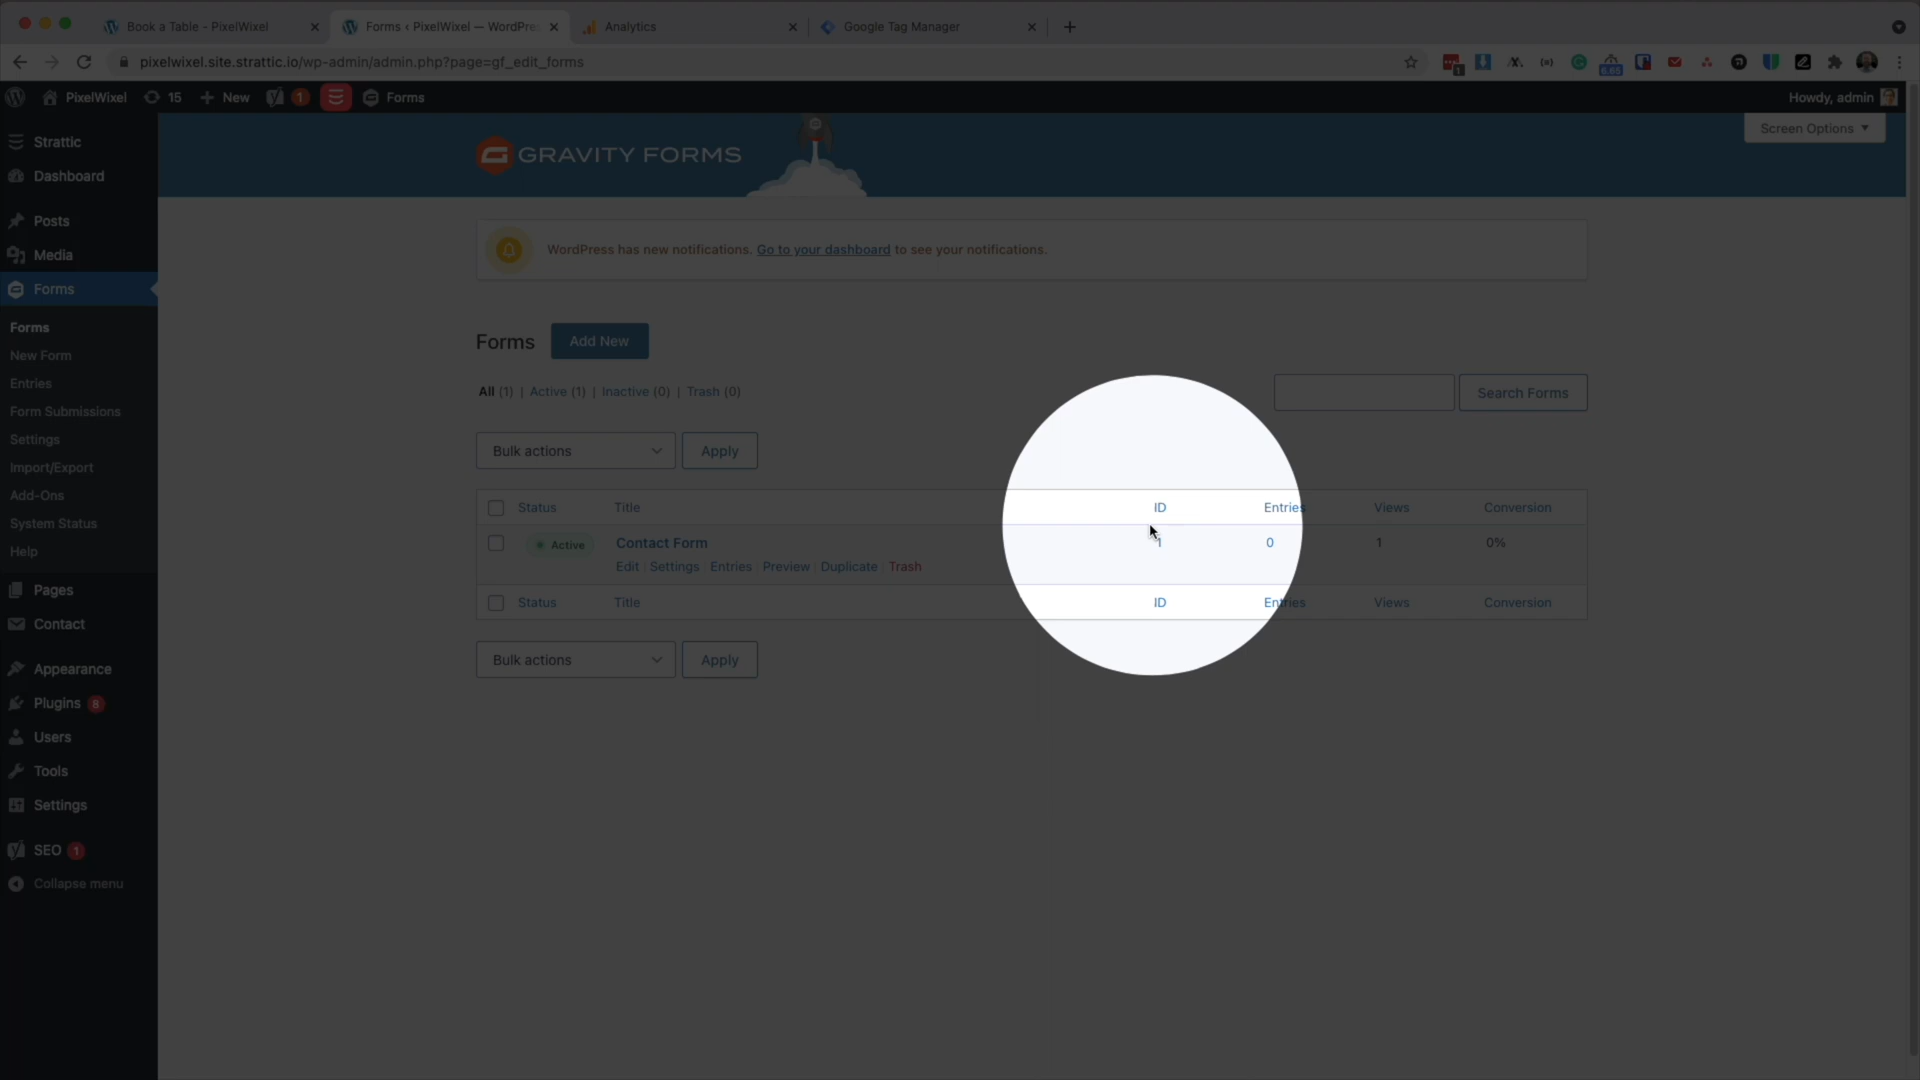 Book a Table - PixelWixel
Forms ‹ PixelWixel — WordPre
Analytics
Google Tag Manager
pixelwixel.site.strattic.io/wp-admin/admin.php?page=gf_edit_forms
1
6.65
PixelWixel
15
New
1
Forms
Howdy, admin
Strattic
Dashboard
Posts
Media
Forms
Forms
New Form
Entries
Form Submissions
Settings
Import/Export
Add-Ons
System Status
Help
Pages
Contact
Appearance
Plugins 8
Users
Tools
Settings
SEO 1
Collapse menu
GRAVITY FORMS
Screen Options
WordPress has new notifications. Go to your dashboard to see your notifications.
Forms
Add New
All (1) | Active (1) | Inactive (0) | Trash (0)
Search Forms
Bulk actions
Apply
Status Title ID Entries Views Conversion
Active Contact Form 1 0 1 0%
Edit | Settings | Entries | Preview | Duplicate | Trash
Status Title ID Entries Views Conversion
Bulk actions
Apply